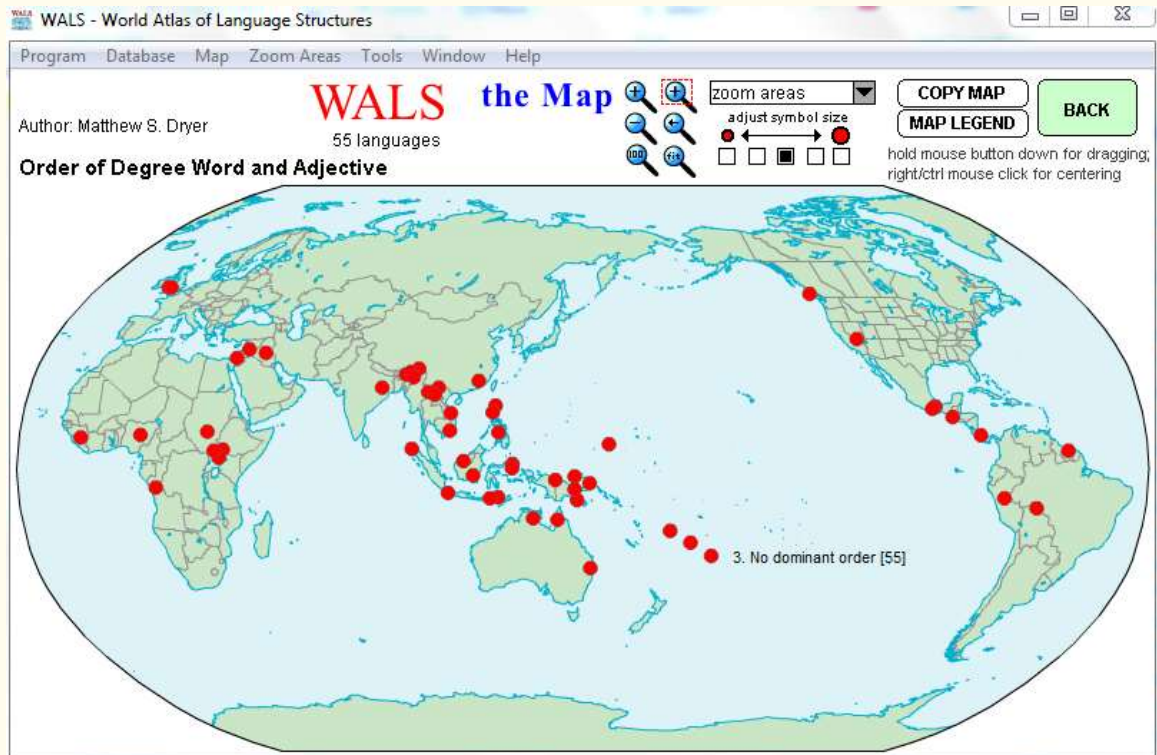 WALS - World Atlas of Language Structures
Program Database Map Zoom Areas Tools Window Help
WALS the Map
zoom areas
COPY MAP
BACK
Author: Matthew S. Dryer
55 languages
adjust symbol size
MAP LEGEND
100
fit
Order of Degree Word and Adjective
hold mouse button down for dragging;
right/ctrl mouse click for centering
3. No dominant order [55]